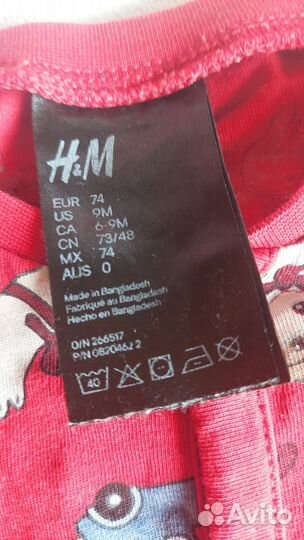 H&M
EUR 74
US 9M
CA 6-9M
CN 73/48
MX 74
AUS 0
Made in Bangladesh
Fabriqué au Bangladesh
Hecho en Bangladesh
O/N 266517
P/N 0820462 2
40
Avito